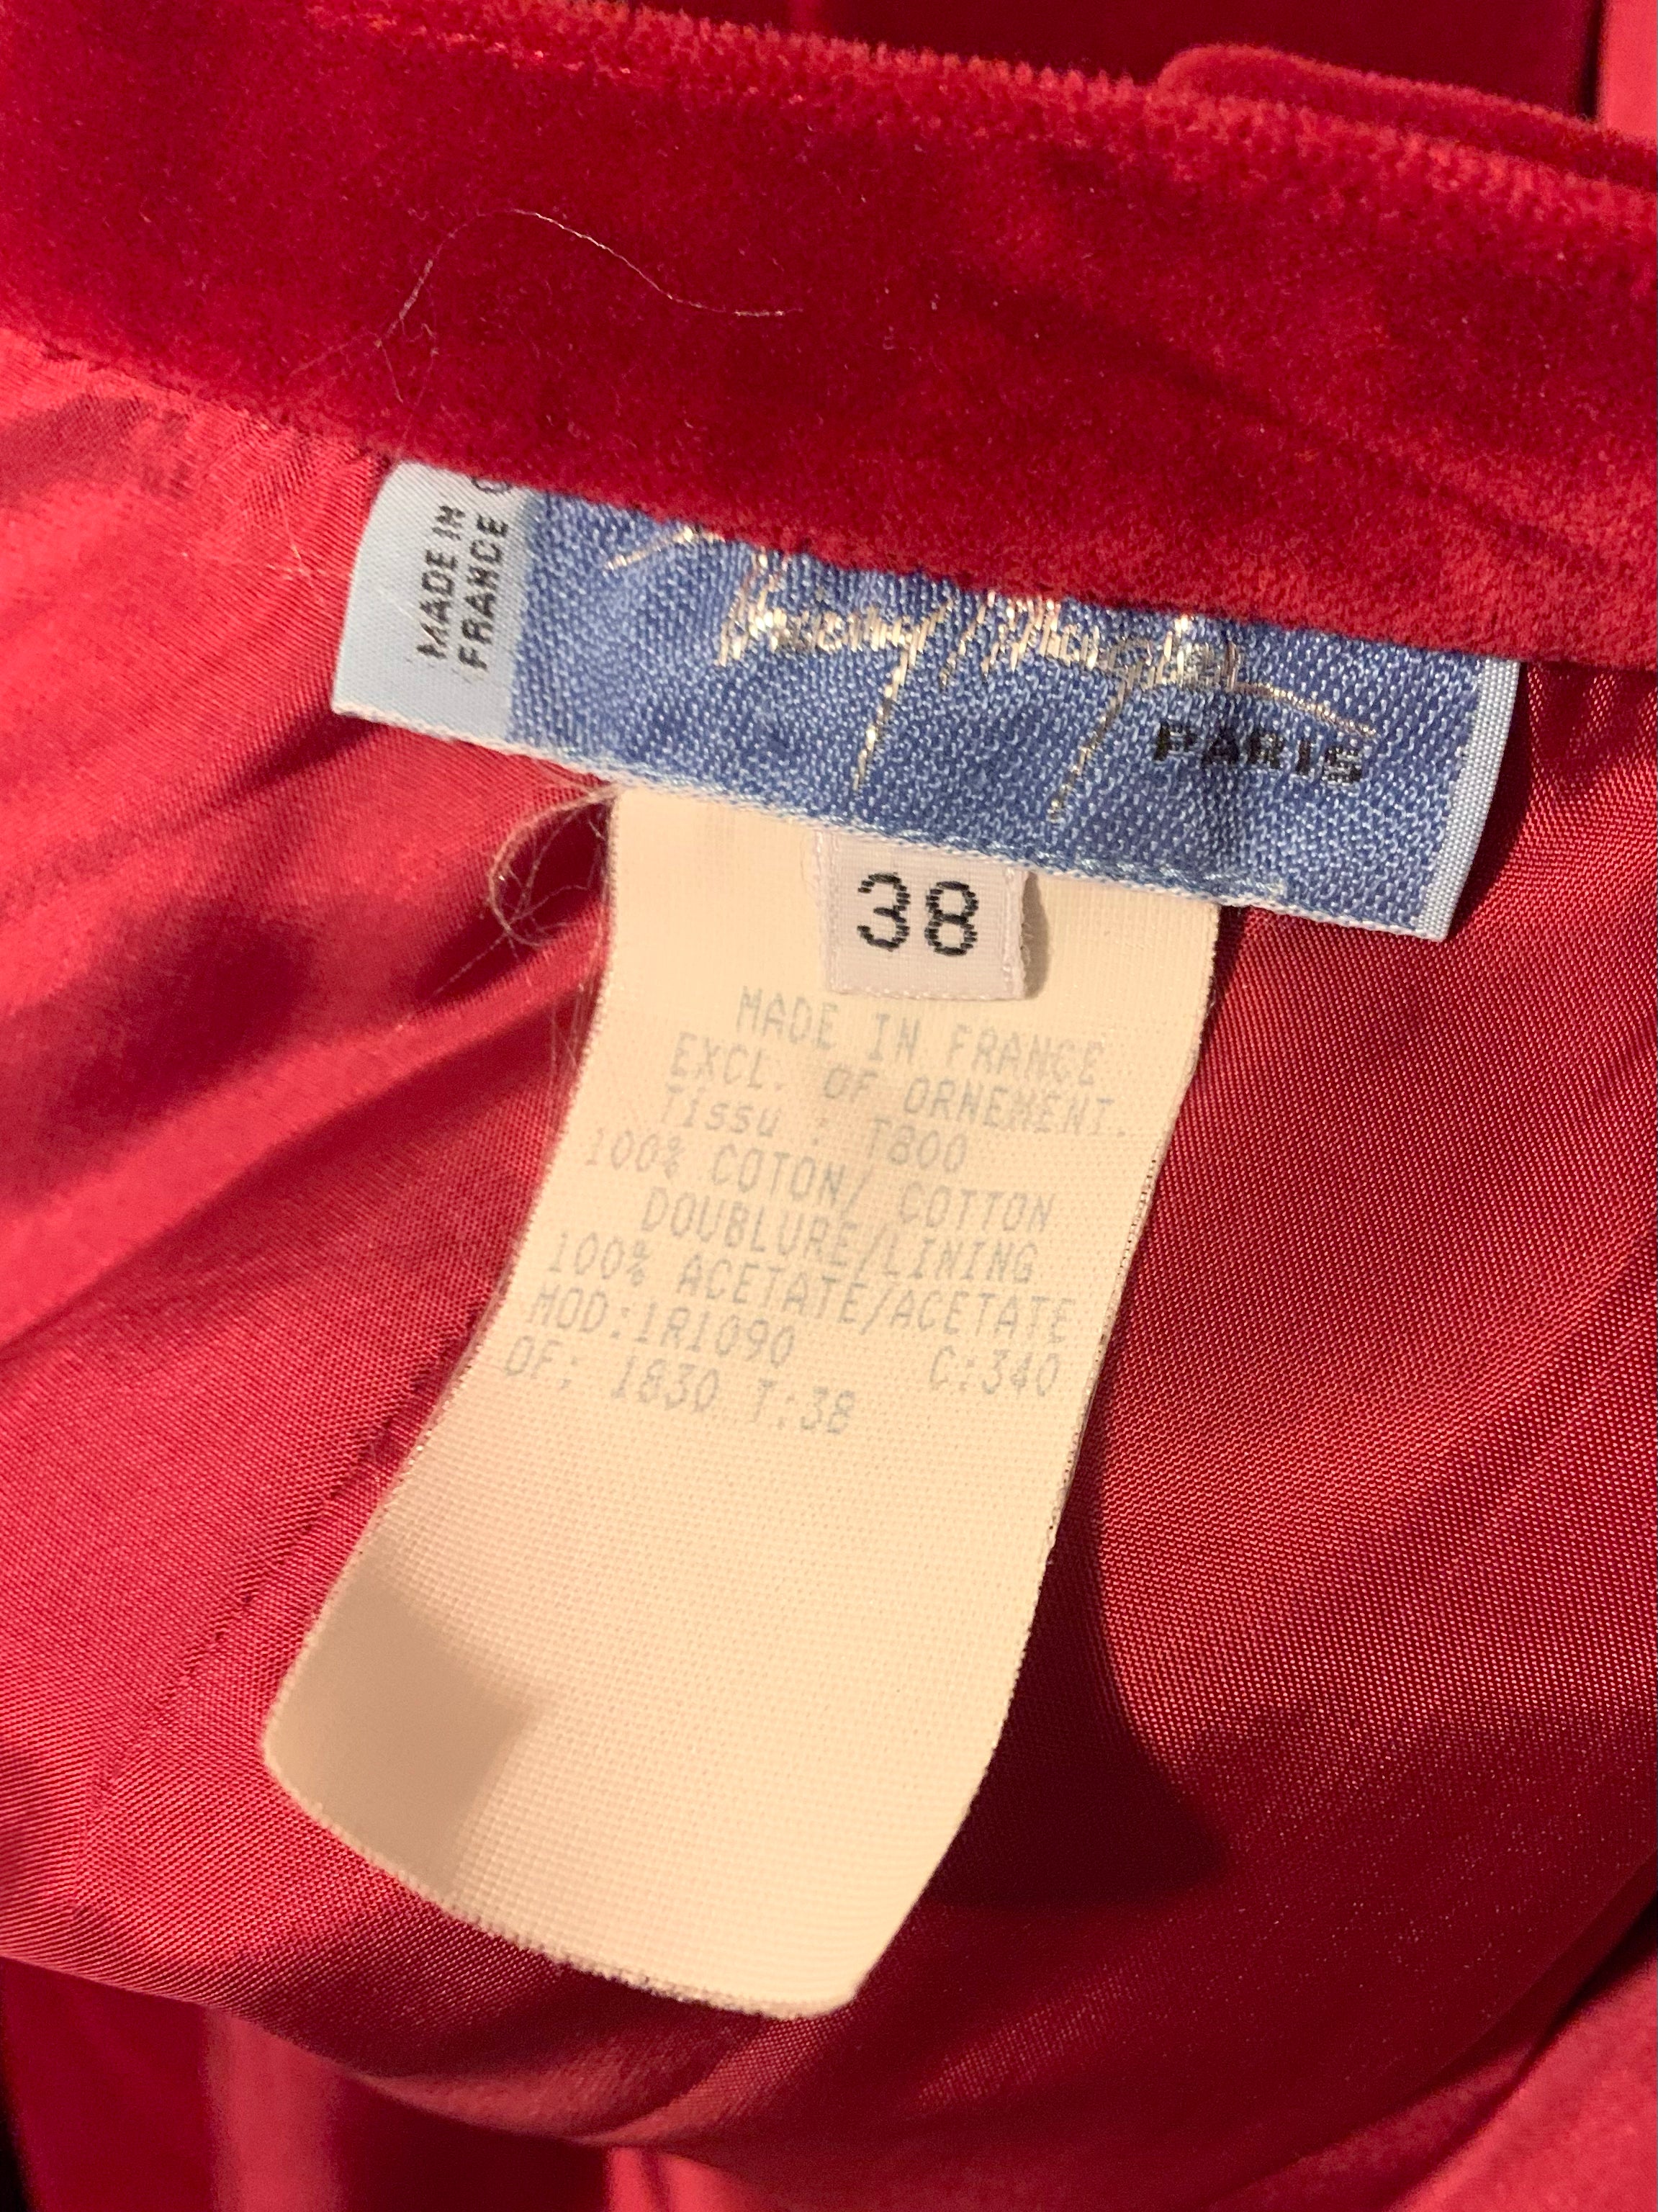 MADE IN
FRANCE
Thierry Mugler
PARIS
38
MADE IN FRANCE
EXCL. OF ORNEMENT.
Tissu : T800
100% COTON/ COTTON
DOUBLURE/LINING
100% ACETATE/ACETATE
MOD:1R1090 C:340
OF: 1830 T:38